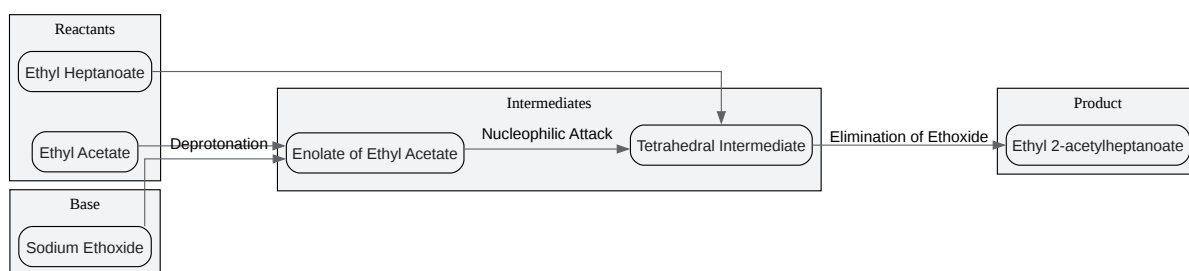 Reactants
Ethyl Heptanoate
Ethyl Acetate
Deprotonation
Base
Sodium Ethoxide
Intermediates
Enolate of Ethyl Acetate
Nucleophilic Attack
Tetrahedral Intermediate
Elimination of Ethoxide
Product
Ethyl 2-acetylheptanoate